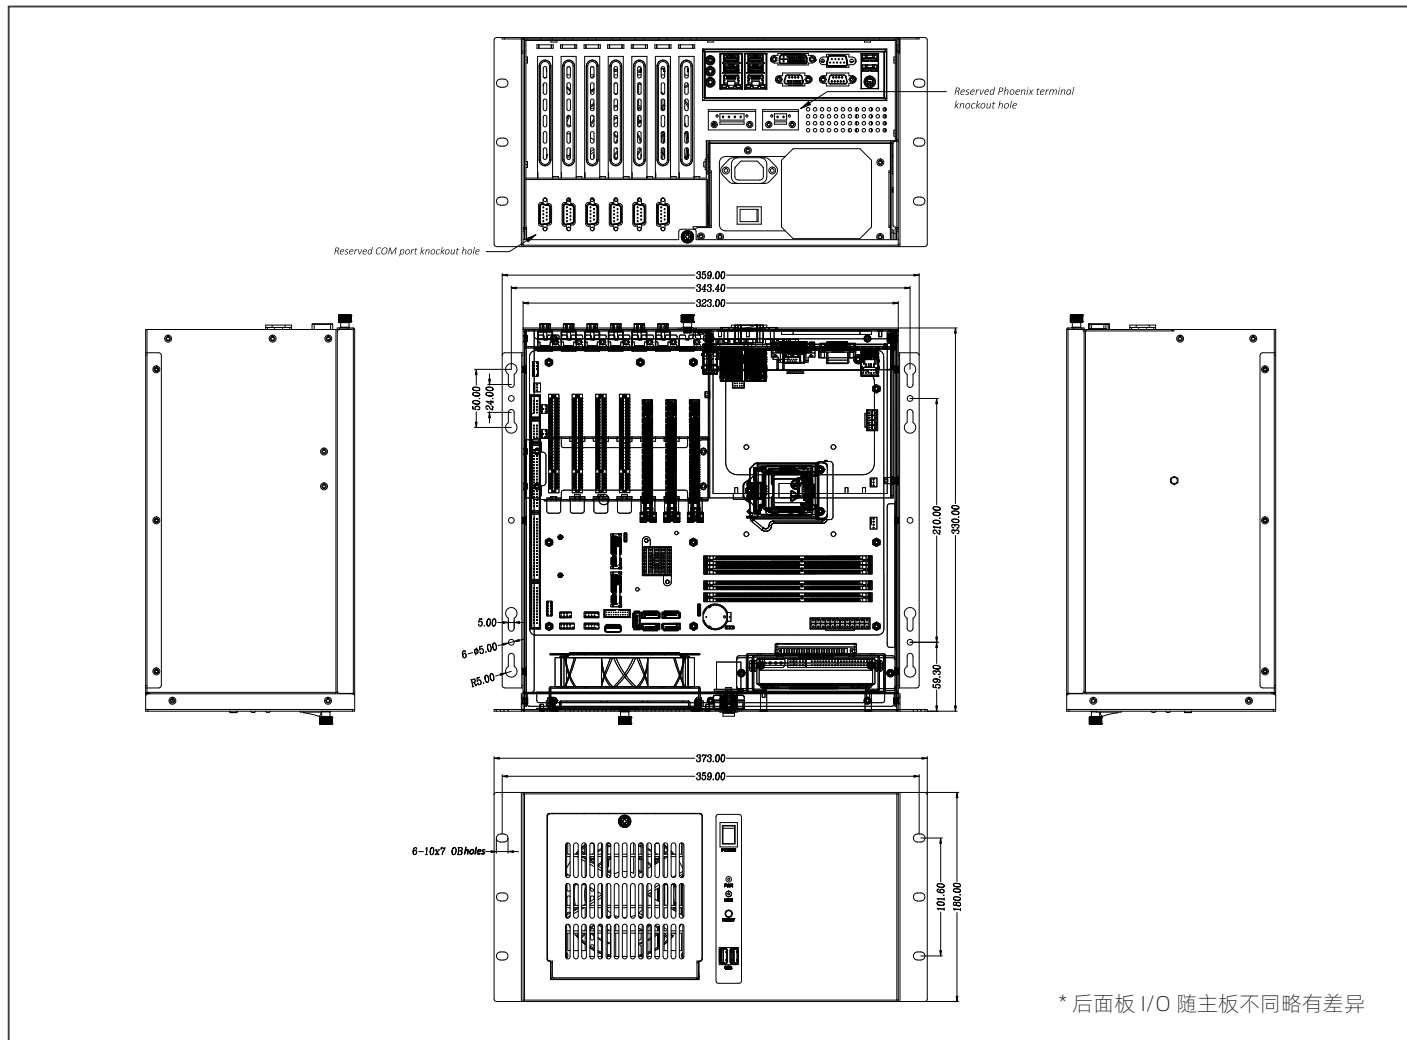 Reserved Phoenix terminal
knockout hole
Reserved COM port knockout hole
359.00
343.40
323.00
50.00
24.00
210.00
330.00
5.00
6-ø5.00
R5.00
59.30
373.00
359.00
6-10x7 OBholes
POWER
101.60
180.00
* 后面板 I/O 随主板不同略有差异